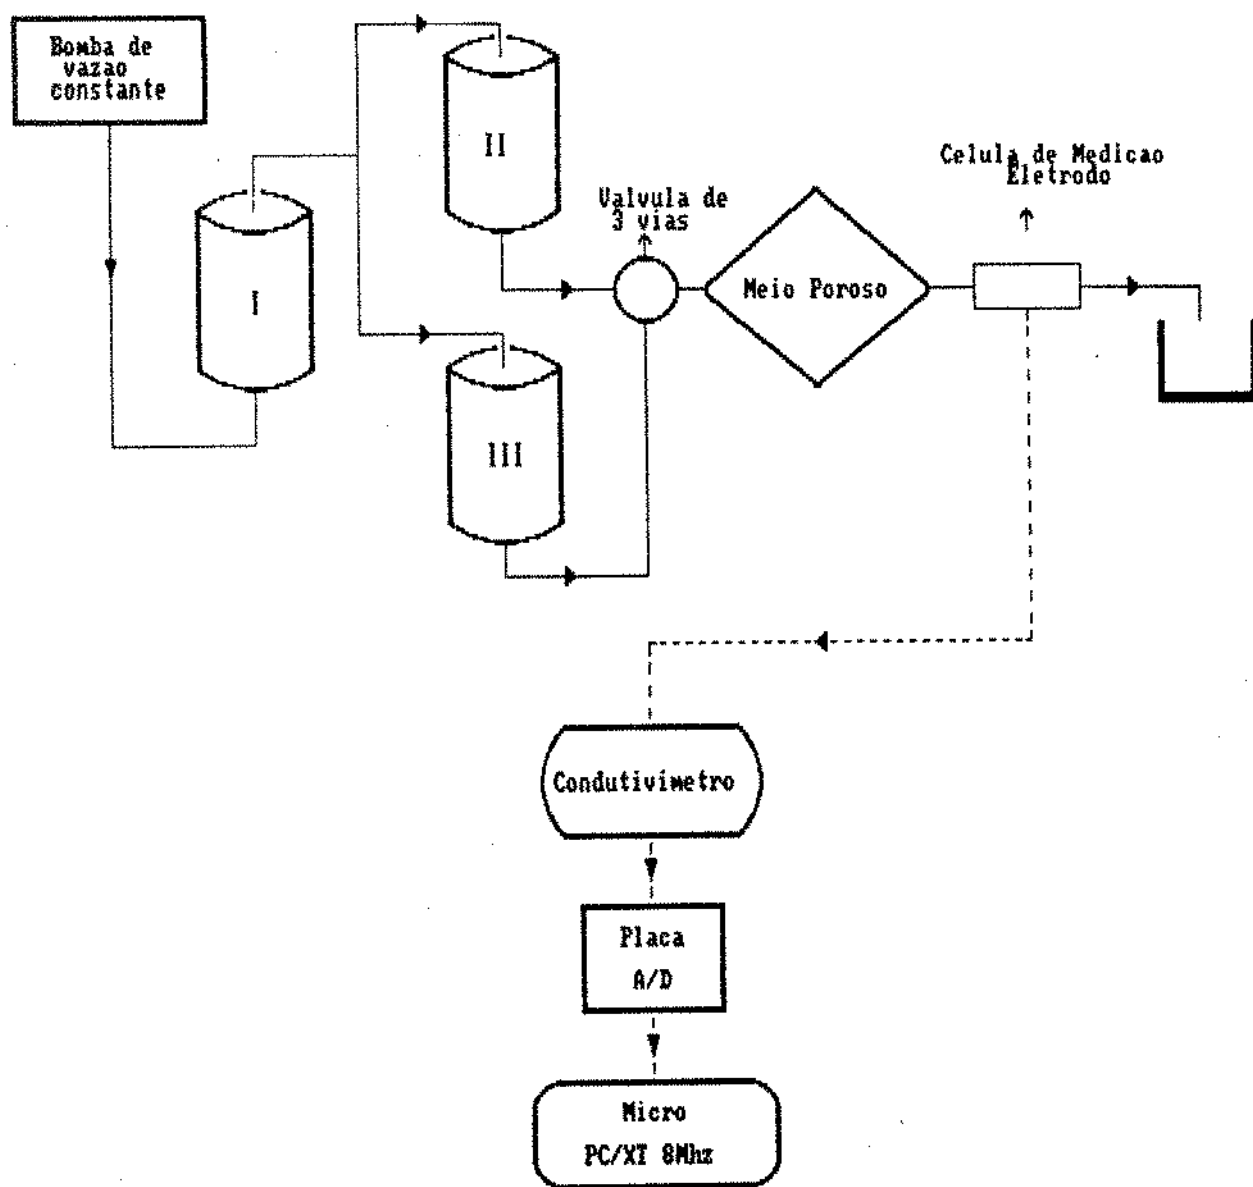 Bomba de
vazao
constante
I
II
III
Valvula de
3 vias
Meio Poroso
Celula de Medicao
Eletrodo
Condutivimetro
Placa
A/D
Micro
PC/XT 8Mhz